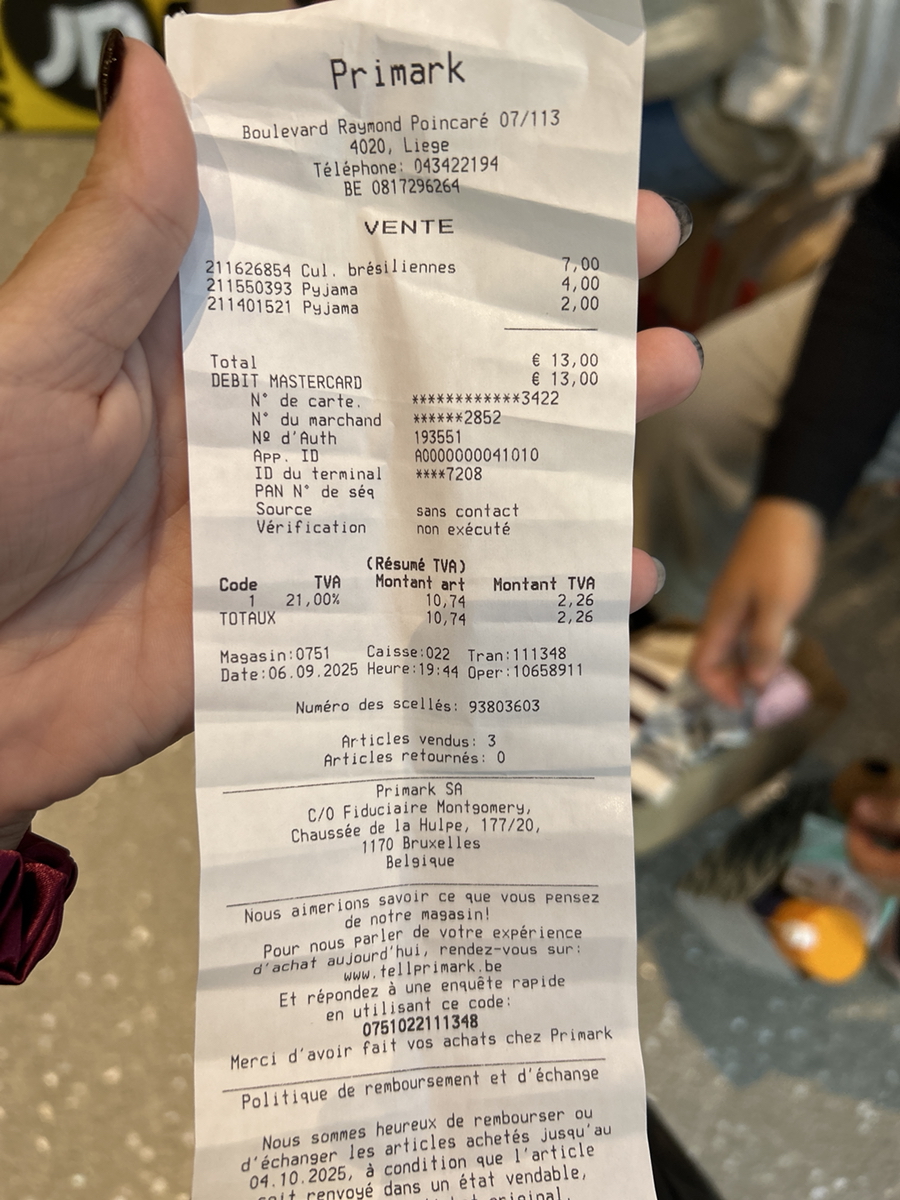 JD
Primark
Boulevard Raymond Poincaré 07/113
4020, Liege
Téléphone: 043422194
BE 0817296264
VENTE
211626854 Cul. brésiliennes 7,00
211550393 Pyjama 4,00
211401521 Pyjama 2,00
Total € 13,00
DEBIT MASTERCARD € 13,00
N° de carte. ************3422
N° du marchand ******2852
Nº d'Auth 193551
App. ID A0000000041010
ID du terminal ****7208
PAN N° de séq
Source sans contact
Vérification non exécuté
(Résumé TVA)
Code TVA Montant art Montant TVA
1 21,00% 10,74 2,26
TOTAUX 10,74 2,26
Magasin:0751 Caisse:022 Tran:111348
Date:06.09.2025 Heure:19:44 Oper:10658911
Numéro des scellés: 93803603
Articles vendus: 3
Articles retournés: 0
Primark SA
C/O Fiduciaire Montgomery,
Chaussée de la Hulpe, 177/20,
1170 Bruxelles
Belgique
Nous aimerions savoir ce que vous pensez
de notre magasin!
Pour nous parler de votre expérience
d'achat aujourd'hui, rendez-vous sur:
www.tellprimark.be
Et répondez à une enquête rapide
en utilisant ce code:
0751022111348
Merci d'avoir fait vos achats chez Primark
Politique de remboursement et d'échange
Nous sommes heureux de rembourser ou
d'échanger les articles achetés jusqu'au
04.10.2025, à condition que l'article
soit renvoyé dans un état vendable,
original,